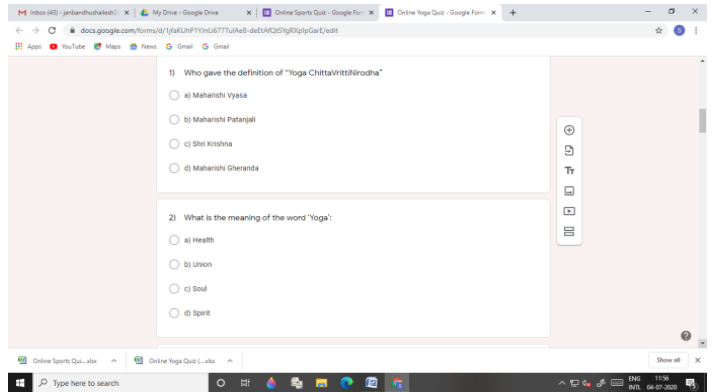 Inbox (43) - janbandhushailesh3
My Drive - Google Drive
Online Sports Quiz - Google Form
Online Yoga Quiz - Google Form
docs.google.com/forms/d/
/edit
Apps YouTube Maps News Gmail Gmail
1) Who gave the definition of "Yoga ChittaVrittiNirodha"
a) Maharishi Vyasa
b) Maharishi Patanjali
c) Shri Krishna
d) Maharishi Gheranda
2) What is the meaning of the word 'Yoga':
a) Health
b) Union
c) Soul
d) Spirit
Online Sports Qui....xlsx
Online Yoga Quiz (....xlsx
Show all
Type here to search
ENG
INTL
11:56
04-07-2020